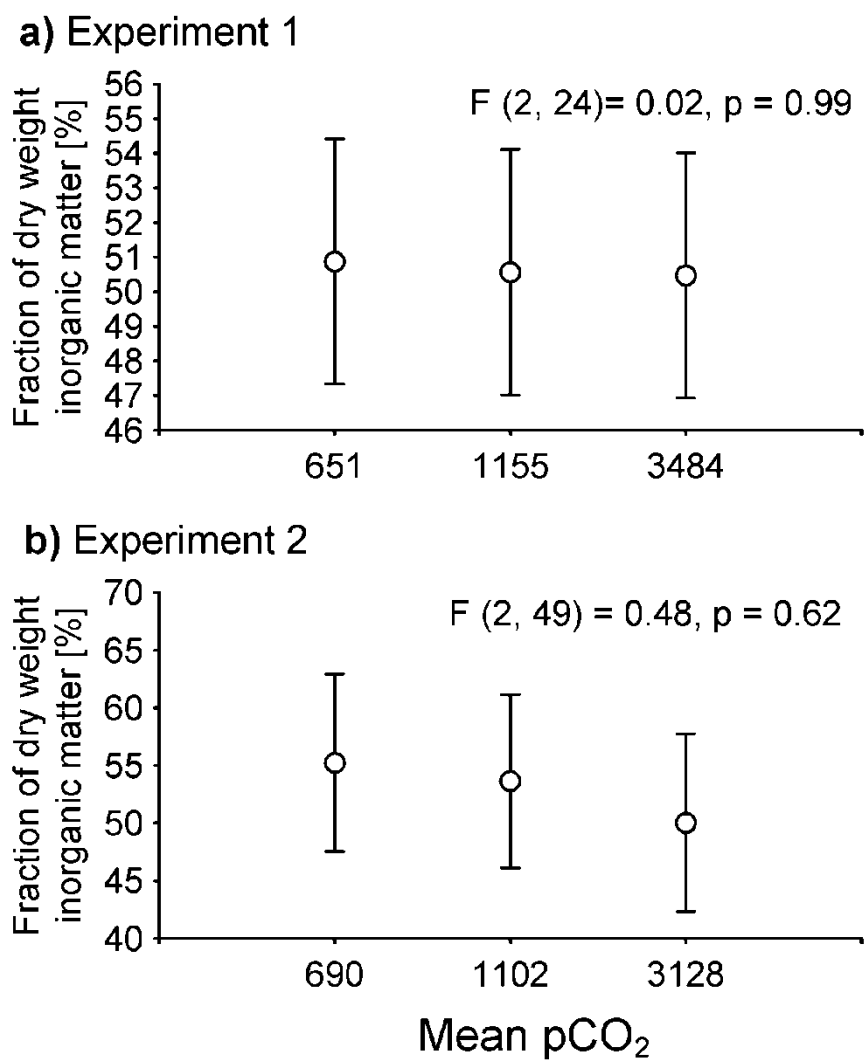 a) Experiment 1
F (2, 24)= 0.02, p = 0.99
Fraction of dry weight
inorganic matter [%]
56
55
54
53
52
51
50
49
48
47
46
651 1155 3484
b) Experiment 2
F (2, 49) = 0.48, p = 0.62
Fraction of dry weight
inorganic matter [%]
70
65
60
55
50
45
40
690 1102 3128
Mean pCO₂